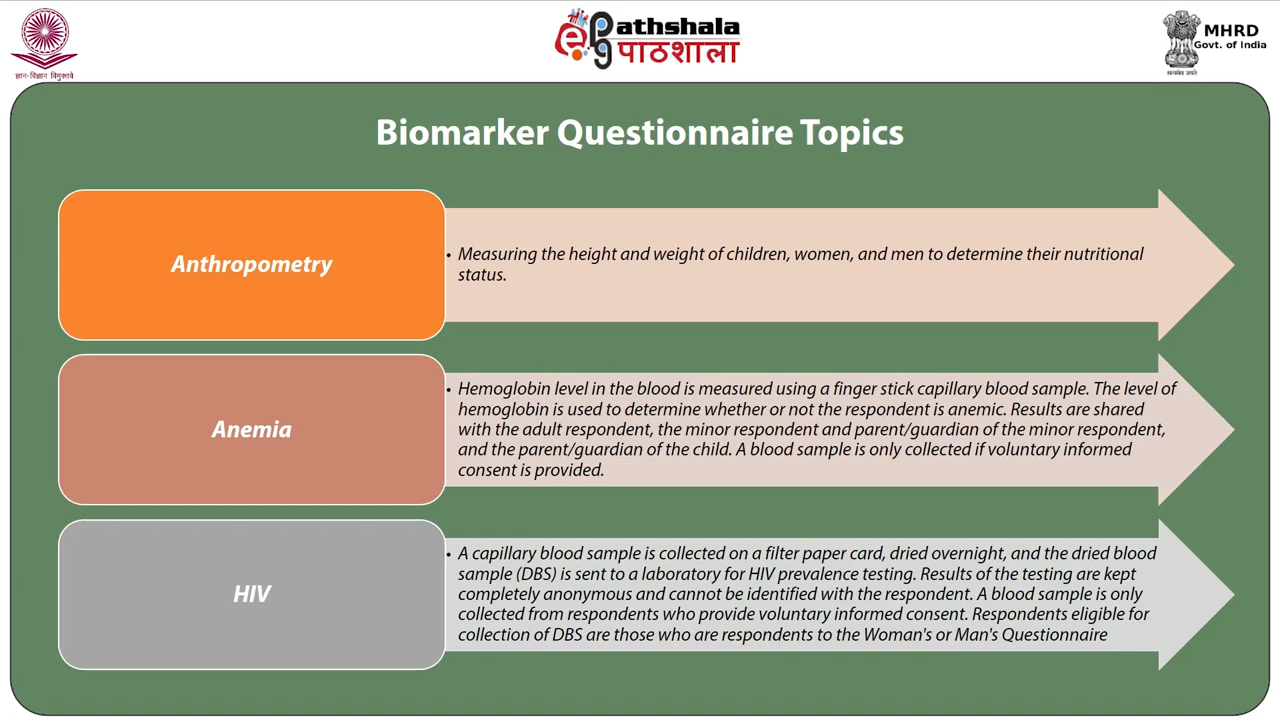 ज्ञान-विज्ञान विमुक्तये
ePG Pathshala
पाठशाला
MHRD
Govt. of India
सत्यमेव जयते
Biomarker Questionnaire Topics
Anthropometry
• Measuring the height and weight of children, women, and men to determine their nutritional
status.
Anemia
• Hemoglobin level in the blood is measured using a finger stick capillary blood sample. The level of
hemoglobin is used to determine whether or not the respondent is anemic. Results are shared
with the adult respondent, the minor respondent and parent/guardian of the minor respondent,
and the parent/guardian of the child. A blood sample is only collected if voluntary informed
consent is provided.
HIV
• A capillary blood sample is collected on a filter paper card, dried overnight, and the dried blood
sample (DBS) is sent to a laboratory for HIV prevalence testing. Results of the testing are kept
completely anonymous and cannot be identified with the respondent. A blood sample is only
collected from respondents who provide voluntary informed consent. Respondents eligible for
collection of DBS are those who are respondents to the Woman's or Man's Questionnaire